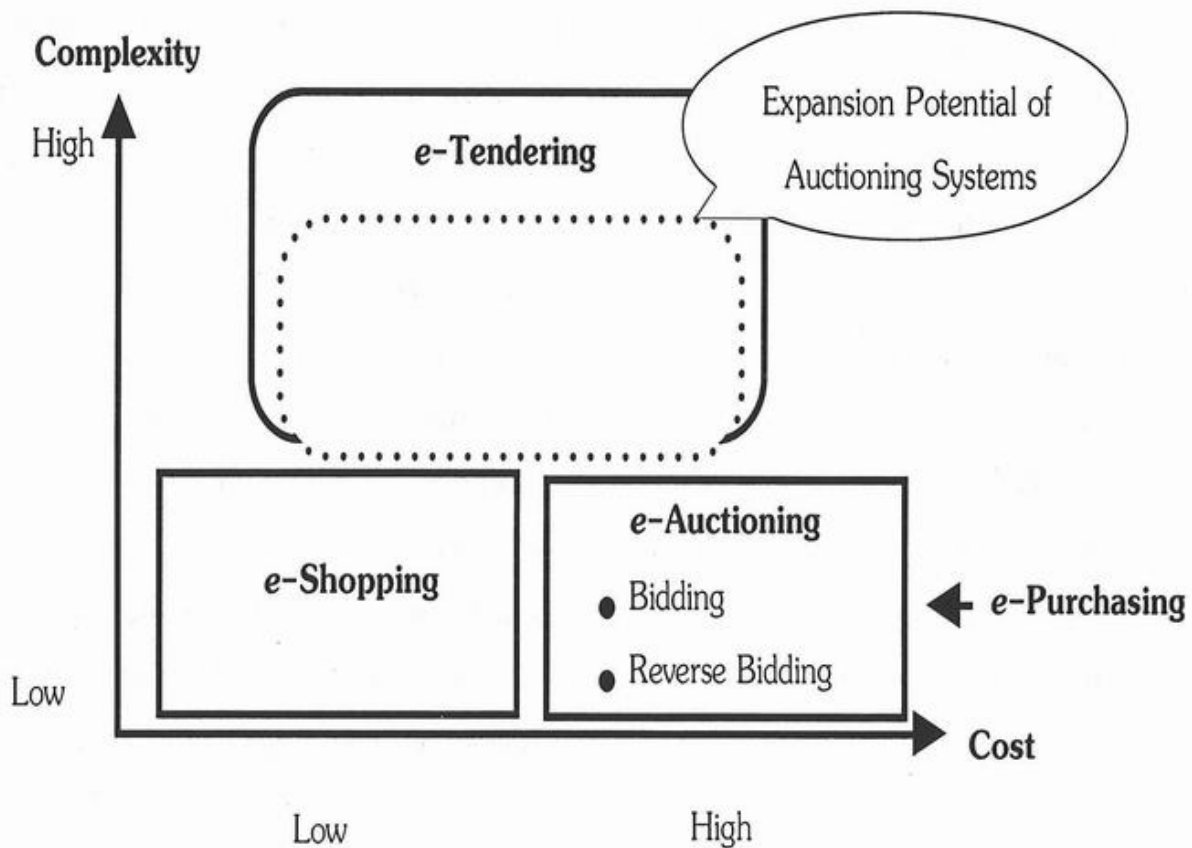 Complexity
High
e-Tendering
Expansion Potential of
Auctioning Systems
e-Shopping
e-Auctioning
● Bidding
● Reverse Bidding
e-Purchasing
Low
Cost
Low
High